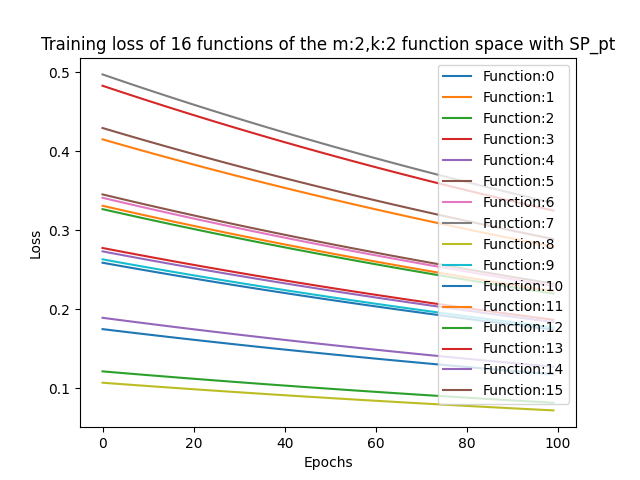 Training loss of 16 functions of the m:2,k:2 function space with SP_pt
0.5
0.4
0.3
0.2
0.1
Loss
0
20
40
60
80
100
Epochs
Function:0
Function:1
Function:2
Function:3
Function:4
Function:5
Function:6
Function:7
Function:8
Function:9
Function:10
Function:11
Function:12
Function:13
Function:14
Function:15